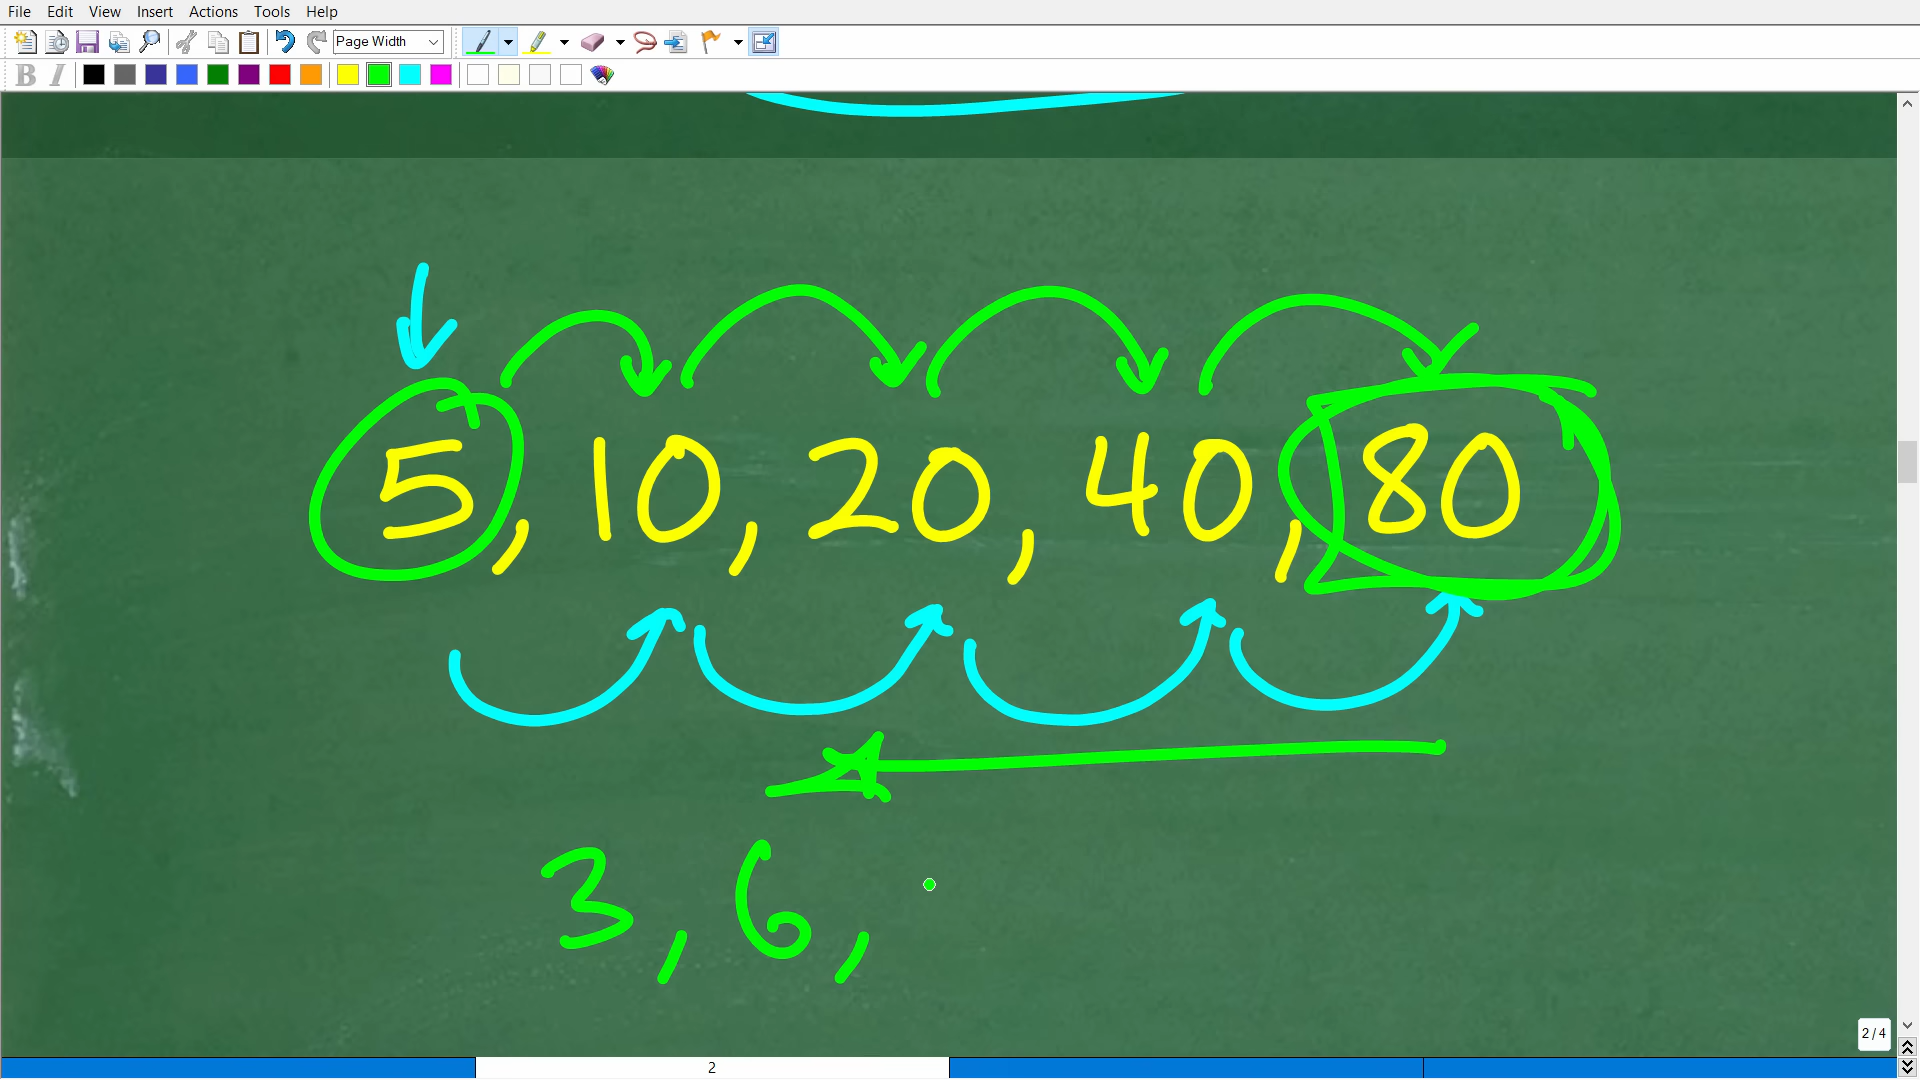 File Edit View Insert Actions Tools Help
Page Width
B I
5, 10, 20, 40, 80
3, 6,
2 / 4
2